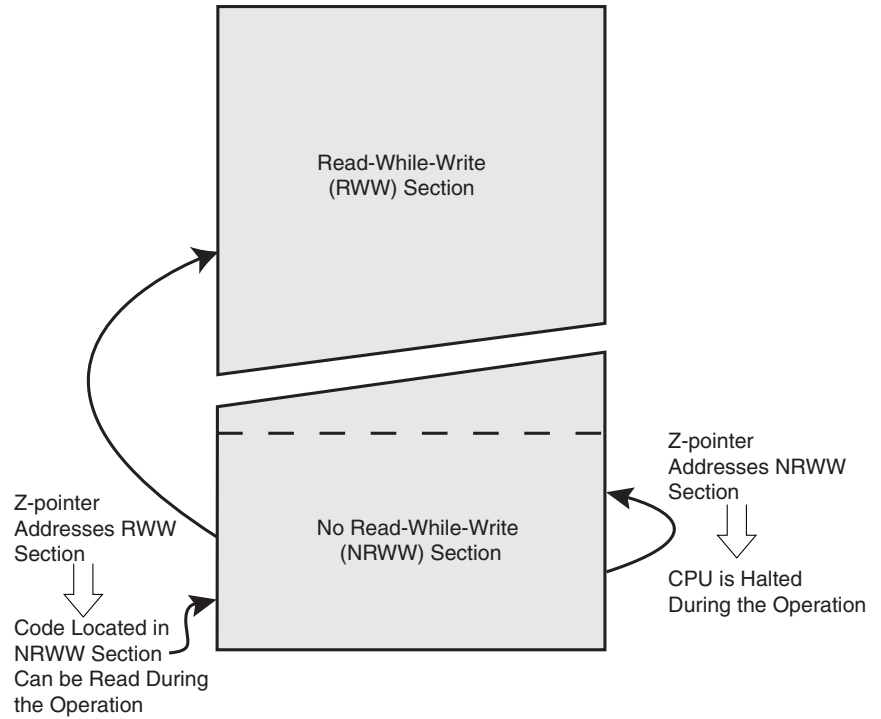 Read-While-Write
(RWW) Section
Z-pointer
Addresses NRWW
Section
Z-pointer
Addresses RWW
Section
No Read-While-Write
(NRWW) Section
CPU is Halted
During the Operation
Code Located in
NRWW Section
Can be Read During
the Operation